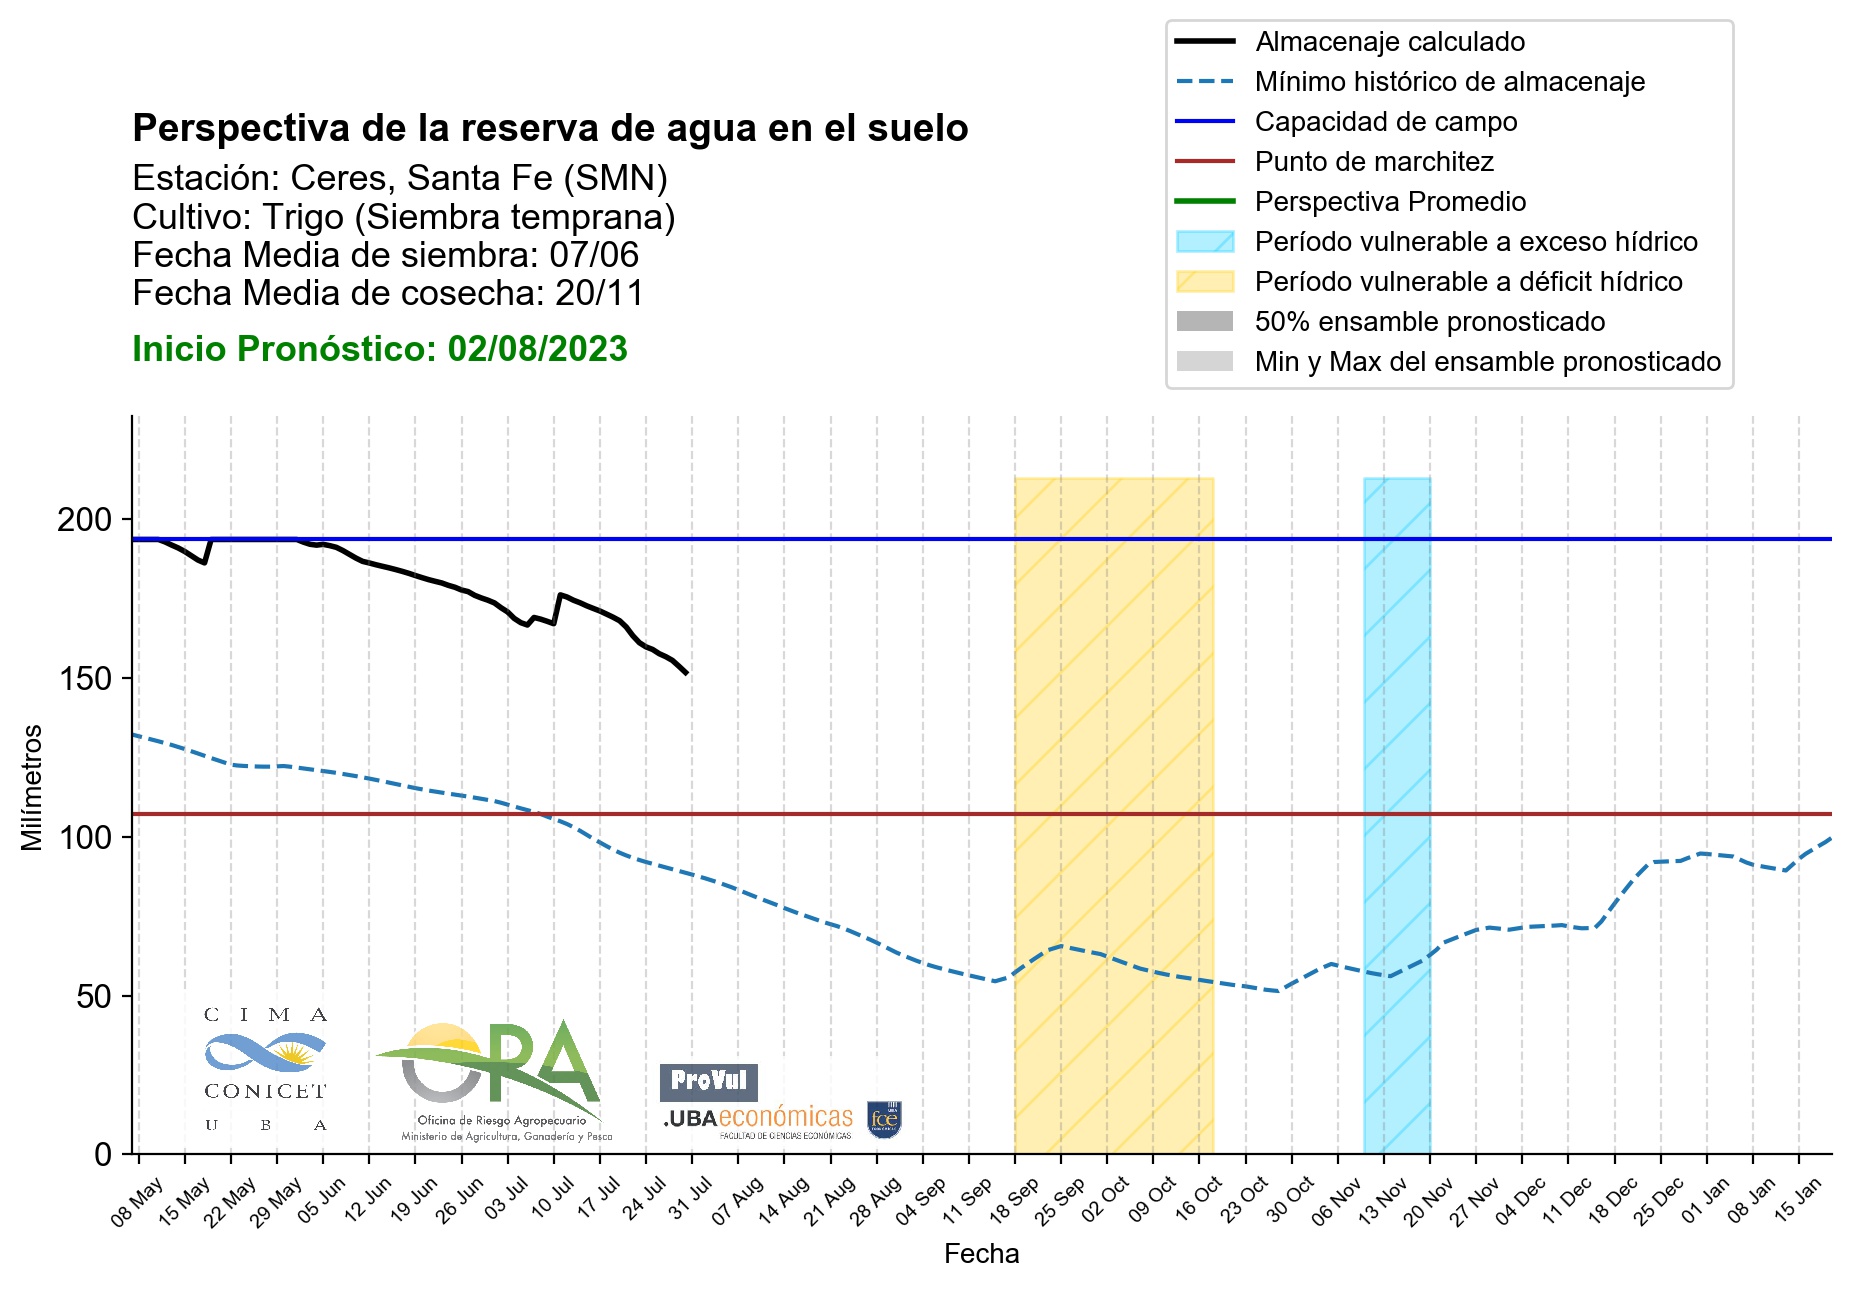 Almacenaje calculado
Mínimo histórico de almacenaje
Capacidad de campo
Punto de marchitez
Perspectiva Promedio
Período vulnerable a exceso hídrico
Período vulnerable a déficit hídrico
50% ensamble pronosticado
Min y Max del ensamble pronosticado
Perspectiva de la reserva de agua en el suelo
Estación: Ceres, Santa Fe (SMN)
Cultivo: Trigo (Siembra temprana)
Fecha Media de siembra: 07/06
Fecha Media de cosecha: 20/11
Inicio Pronóstico: 02/08/2023
Milímetros
200
150
100
50
0
CIMA
CONICET
UBA
ORA
Oficina de Riesgo Agropecuario
Ministerio de Agricultura, Ganadería y Pesca
ProVul
.UBAeconómicas
FACULTAD DE CIENCIAS ECONÓMICAS
fce
08 May
15 May
22 May
29 May
05 Jun
12 Jun
19 Jun
26 Jun
03 Jul
10 Jul
17 Jul
24 Jul
31 Jul
07 Aug
14 Aug
21 Aug
28 Aug
04 Sep
11 Sep
18 Sep
25 Sep
02 Oct
09 Oct
16 Oct
23 Oct
30 Oct
06 Nov
13 Nov
20 Nov
27 Nov
04 Dec
11 Dec
18 Dec
25 Dec
01 Jan
08 Jan
15 Jan
Fecha